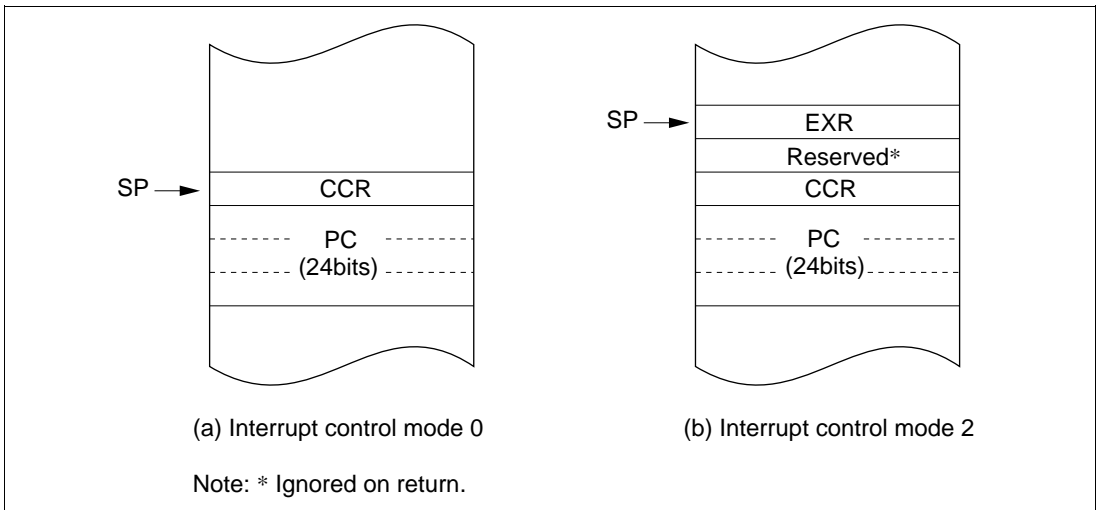 SP
CCR
PC
(24bits)
(a) Interrupt control mode 0
SP
EXR
Reserved*
CCR
PC
(24bits)
(b) Interrupt control mode 2
Note: * Ignored on return.